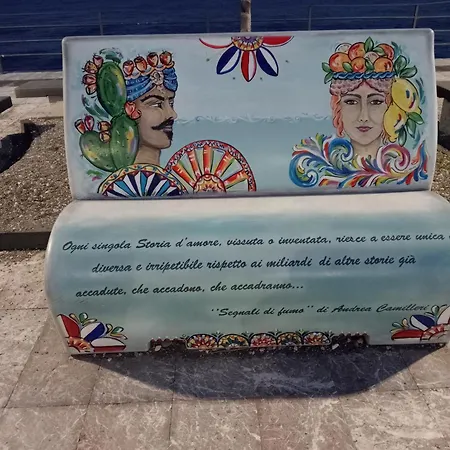 Ogni singola Storia d'amore, vissuta o inventata, riesce a essere unica
diversa e irripetibile rispetto ai miliardi di altre storie già
accadute, che accadono, che accadranno...
"Segnali di fumo" di Andrea Camilleri